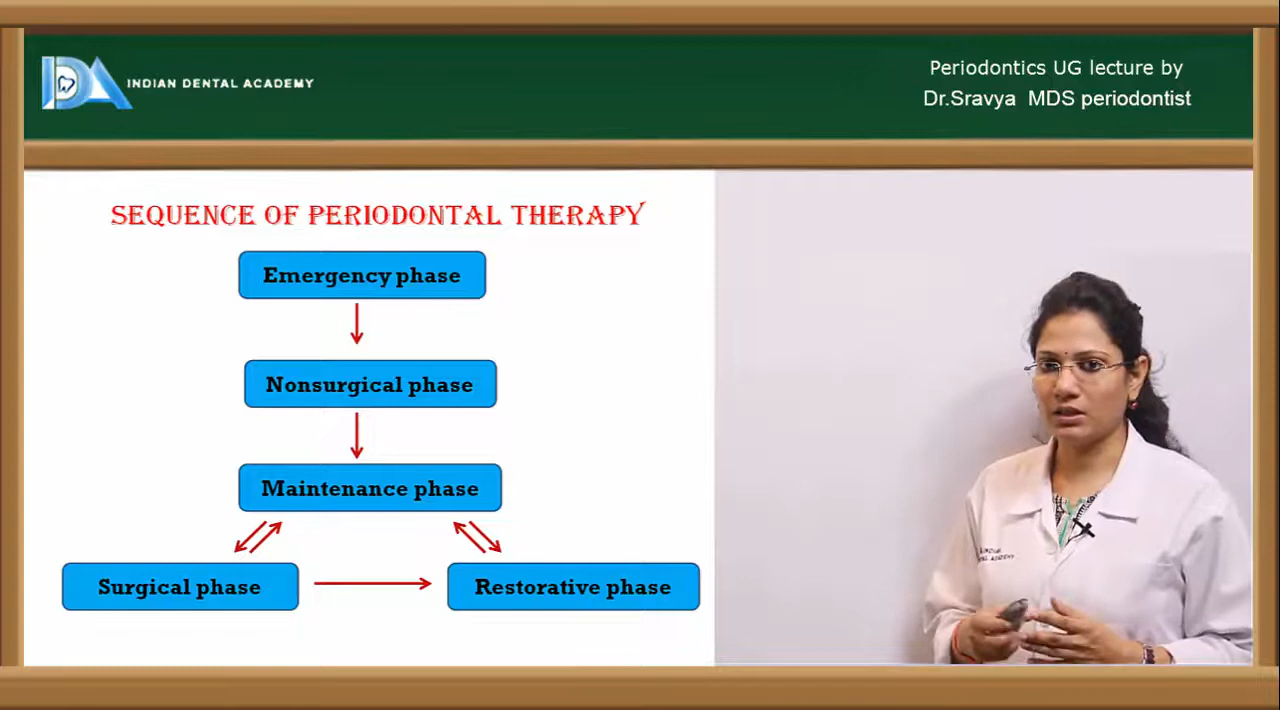 INDIAN DENTAL ACADEMY
Periodontics UG lecture by
Dr.Sravya MDS periodontist
SEQUENCE OF PERIODONTAL THERAPY
Emergency phase
Nonsurgical phase
Maintenance phase
Surgical phase
Restorative phase